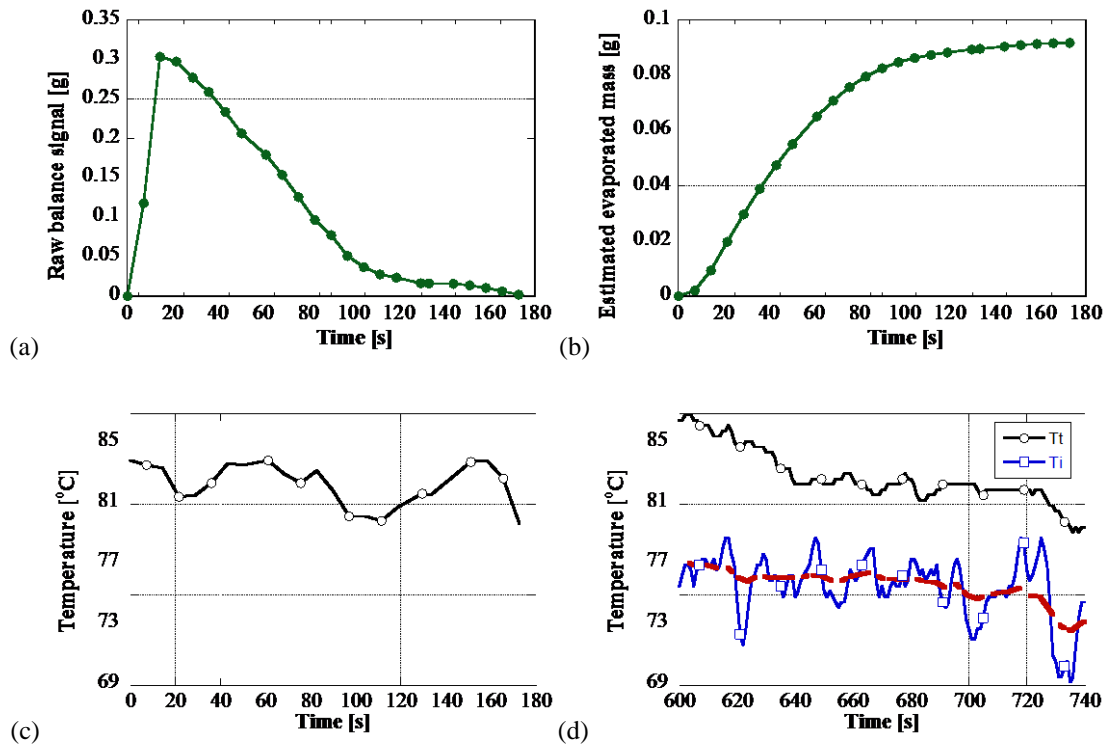 0.35
0.3
0.25
0.2
0.15
0.1
0.05
0
Raw balance signal [g]
0 20 40 60 80 100 120 140 160 180
Time [s]
(a)
0.1
0.08
0.06
0.04
0.02
0
Estimated evaporated mass [g]
0 20 40 60 80 100 120 140 160 180
Time [s]
(b)
85
81
77
73
69
Temperature [°C]
0 20 40 60 80 100 120 140 160 180
Time [s]
(c)
85
81
77
73
69
Temperature [°C]
Tt
Ti
600 620 640 660 680 700 720 740
Time [s]
(d)